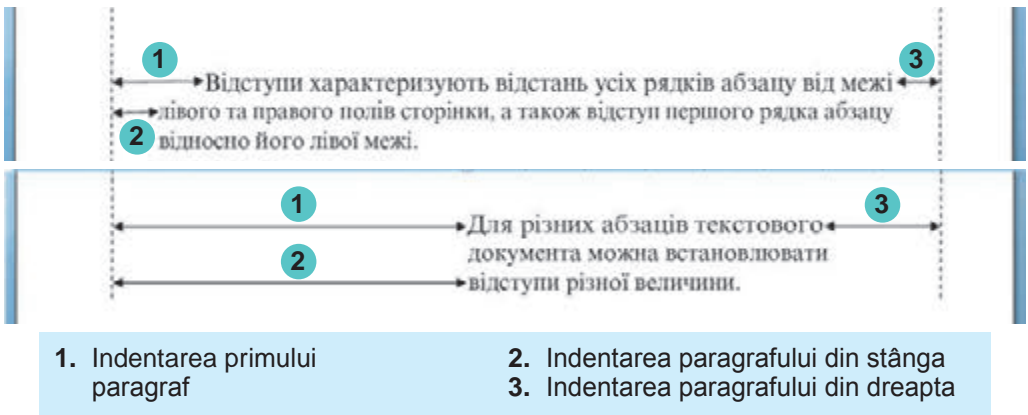 1
3
Відступи характеризують відстань усіх рядків абзацу від межі
лівого та правого полів сторінки, а також відступ першого рядка абзацу
2
відносно його лівої межі.
1
3
Для різних абзаців текстового
документа можна встановлювати
2
відступи різної величини.
1. Indentarea primului
paragraf
2. Indentarea paragrafului din stânga
3. Indentarea paragrafului din dreapta